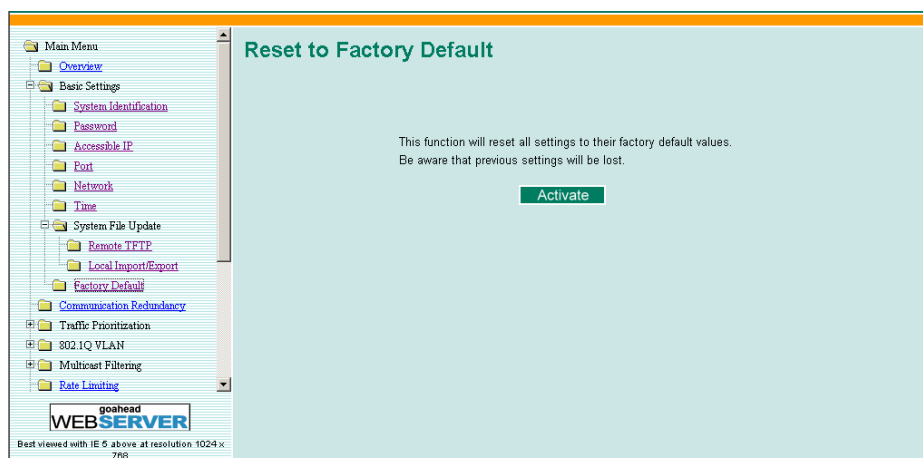 Main Menu
Overview
Basic Settings
System Identification
Password
Accessible IP
Port
Network
Time
System File Update
Remote TFTP
Local Import/Export
Factory Default
Communication Redundancy
Traffic Prioritization
802.1Q VLAN
Multicast Filtering
Rate Limiting
goahead
WEBSERVER
Best viewed with IE 5 above at resolution 1024 x
768
Reset to Factory Default
This function will reset all settings to their factory default values.
Be aware that previous settings will be lost.
Activate